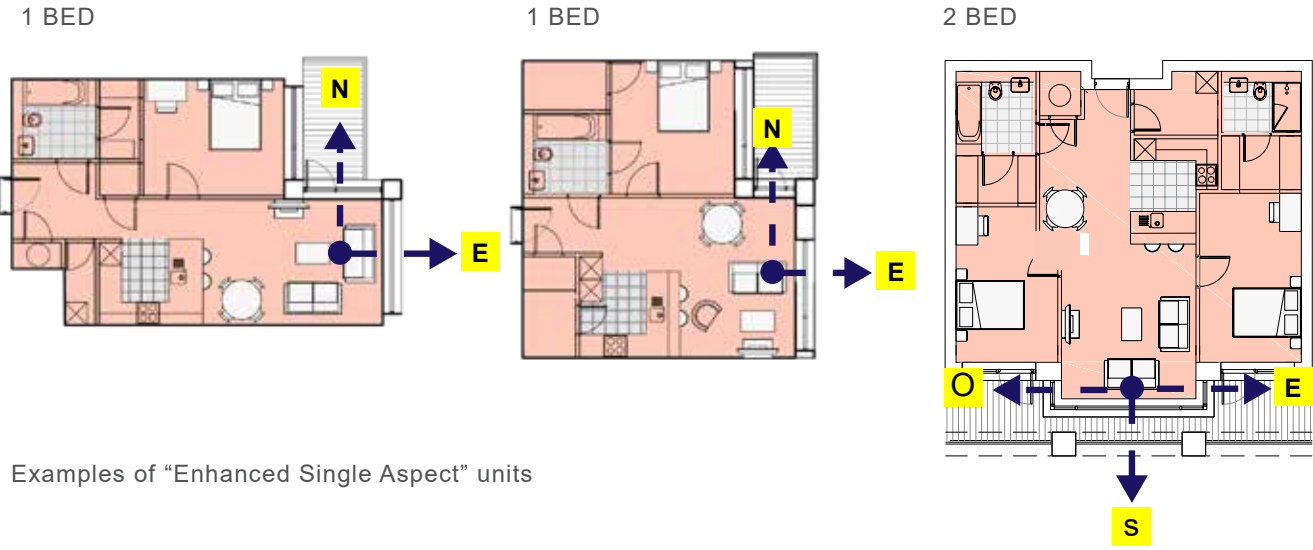 1 BED
1 BED
2 BED
N
E
N
E
O
E
S
Examples of “Enhanced Single Aspect” units